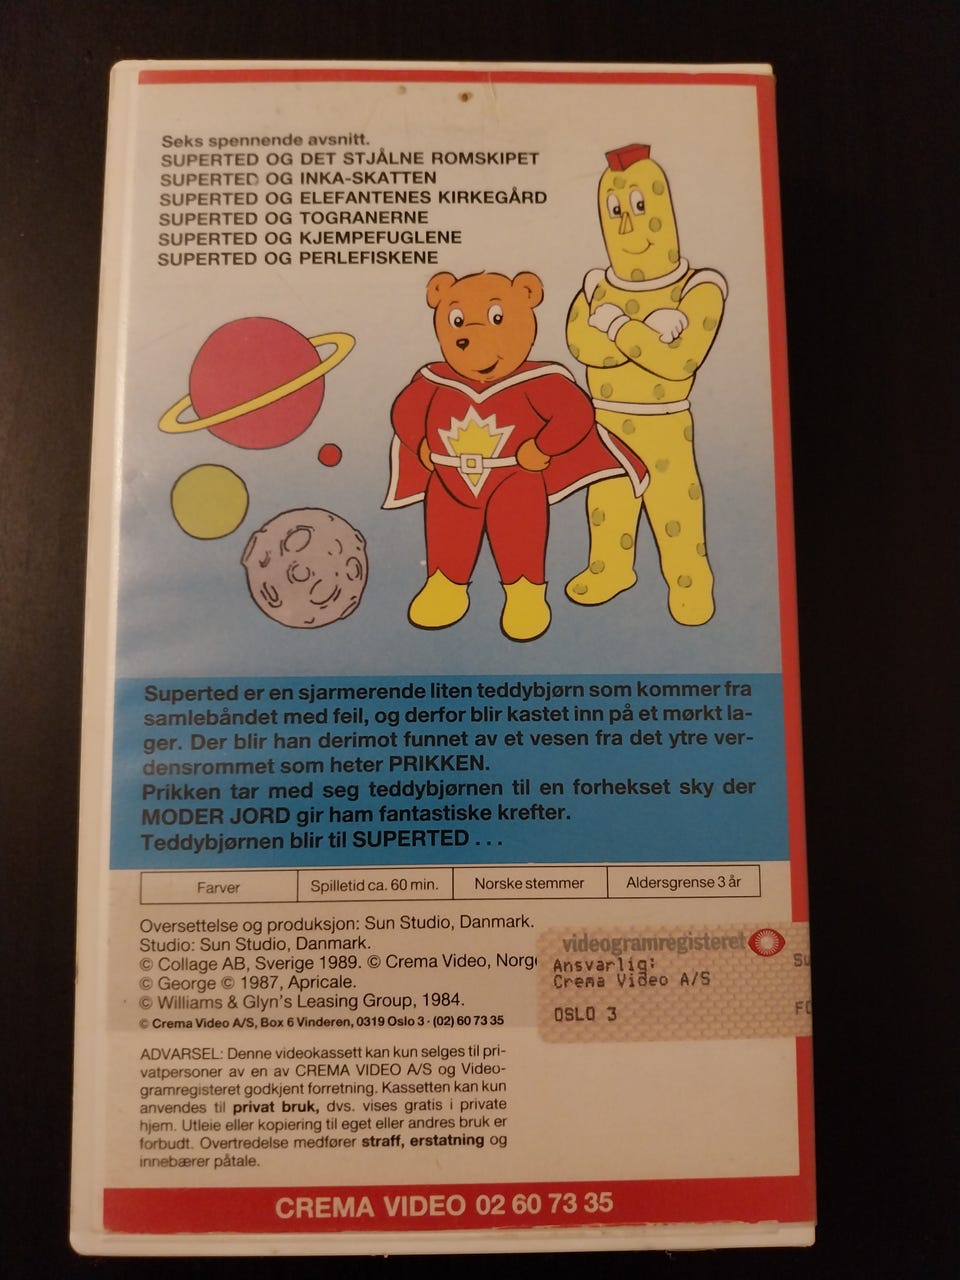 Seks spennende avsnitt.
SUPERTED OG DET STJÅLNE ROMSKIPET
SUPERTED OG INKA-SKATTEN
SUPERTED OG ELEFANTENES KIRKEGÅRD
SUPERTED OG TOGRANERNE
SUPERTED OG KJEMPEFUGLENE
SUPERTED OG PERLEFISKENE
Superted er en sjarmerende liten teddybjørn som kommer fra
samlebåndet med feil, og derfor blir kastet inn på et mørkt la-
ger. Der blir han derimot funnet av et vesen fra det ytre ver-
densrommet som heter PRIKKEN.
Prikken tar med seg teddybjørnen til en forhekset sky der
MODER JORD gir ham fantastiske krefter.
Teddybjørnen blir til SUPERTED . . .
Farver Spilletid ca. 60 min. Norske stemmer Aldersgrense 3 år
Oversettelse og produksjon: Sun Studio, Danmark.
Studio: Sun Studio, Danmark.
© Collage AB, Sverige 1989. © Crema Video, Norge
© George © 1987, Apricale.
© Williams & Glyn's Leasing Group, 1984.
© Crema Video A/S, Box 6 Vinderen, 0319 Oslo 3 · (02) 60 73 35
videogramregisteret
Ansvarlig: Su
Crema Video A/S
OSLO 3 FO
ADVARSEL: Denne videokassett kan kun selges til pri-
vatpersoner av en av CREMA VIDEO A/S og Video-
gramregisteret godkjent forretning. Kassetten kan kun
anvendes til privat bruk, dvs. vises gratis i private
hjem. Utleie eller kopiering til eget eller andres bruk er
forbudt. Overtredelse medfører straff, erstatning og
innebærer påtale.
CREMA VIDEO 02 60 73 35